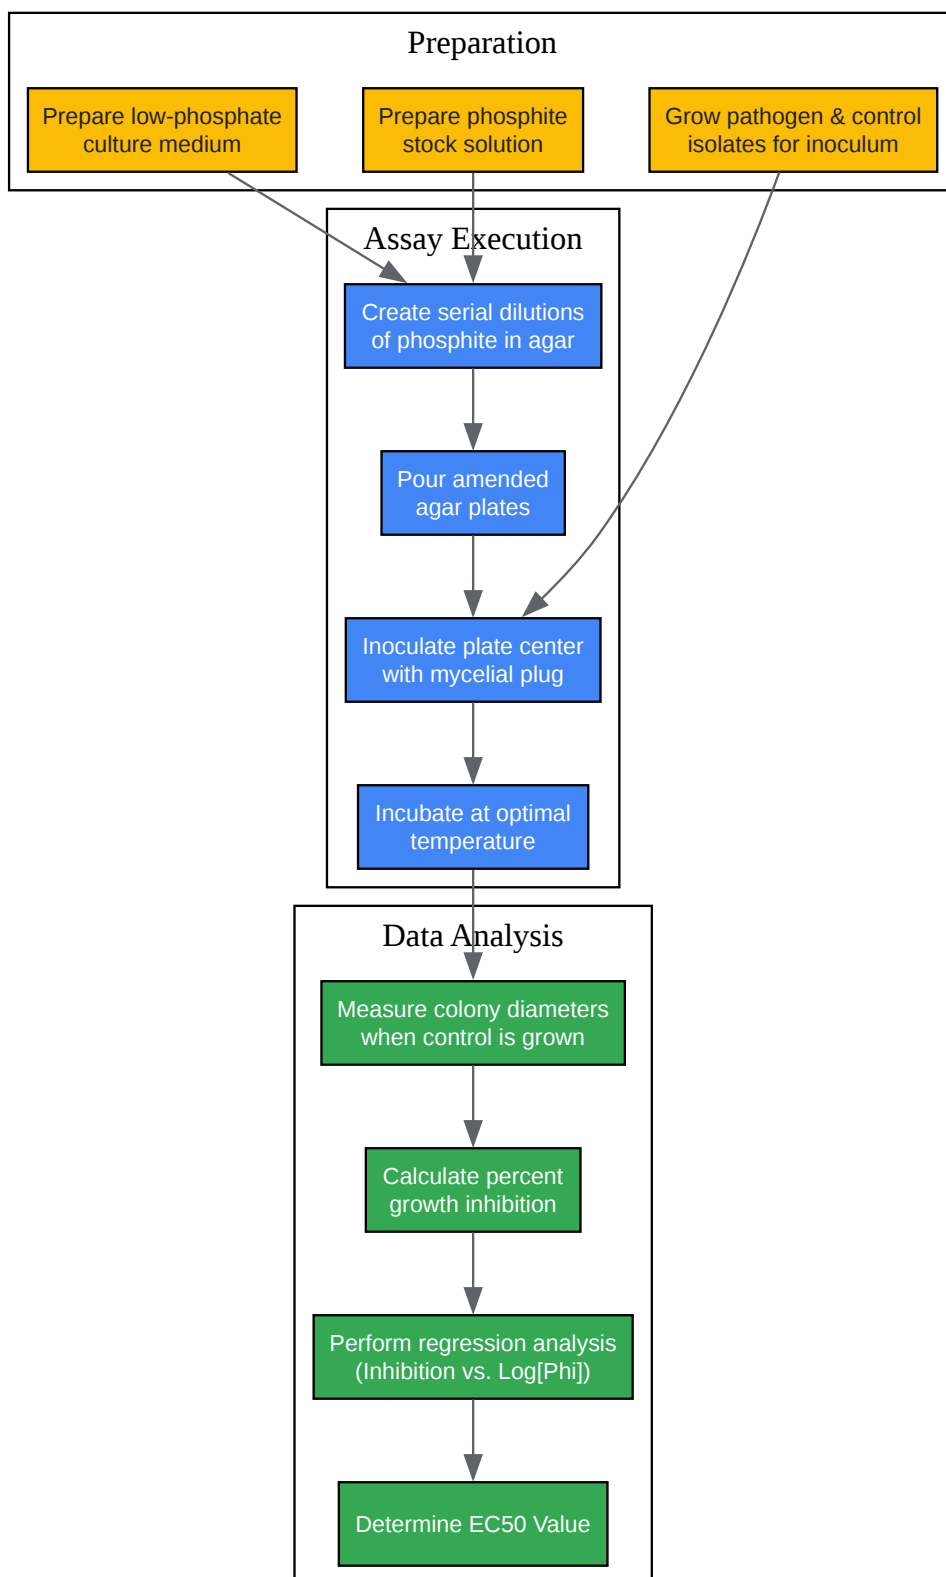 Preparation
Prepare low-phosphate
culture medium
Prepare phosphite
stock solution
Grow pathogen & control
isolates for inoculum
Assay Execution
Create serial dilutions
of phosphite in agar
Pour amended
agar plates
Inoculate plate center
with mycelial plug
Incubate at optimal
temperature
Data Analysis
Measure colony diameters
when control is grown
Calculate percent
growth inhibition
Perform regression analysis
(Inhibition vs. Log[Phi])
Determine EC50 Value